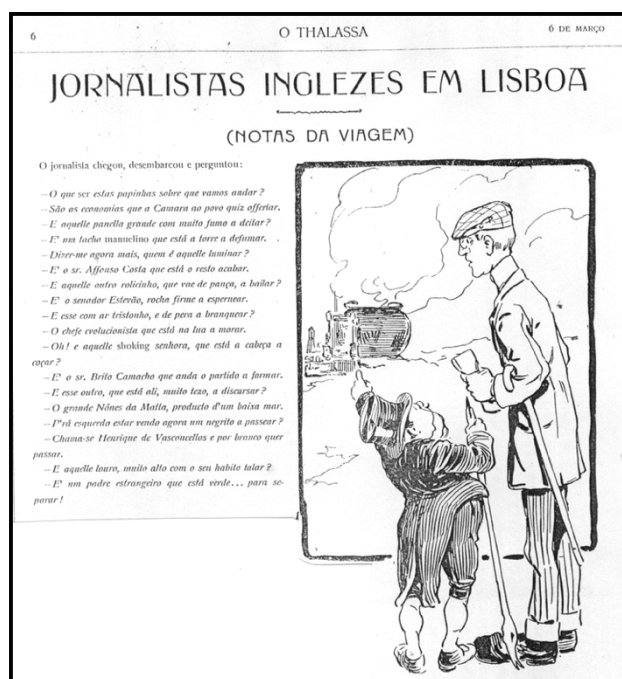 6
O THALASSA
6 DE MARÇO
JORNALISTAS INGLEZES EM LISBOA
(NOTAS DA VIAGEM)
O jornalista chegou, desembarcou e perguntou:
—O que ser estas papinhas sobre que vamos andar?
—São as economias que a Camara ao povo quiz offertar.
—E aquelle panella grande com muito fumo a deitar?
—E' um tacho manuelino que está a torre a defumar.
—Dizer-me agora mais, quem é aquelle luminar?
—E' o sr. Affonso Costa que está o resto acabar.
—E aquelle outro rolicinho, que vae de pança, a bailar?
—E' o senador Estevão, rocha firme a espernear.
—E esse com ar tristonho, e de pera a branquear?
—O chefe evolucionista que está na lua a morar.
—Oh! e aquelle shoking senhora, que está a cabeça a
coçar?
—E' o sr. Brito Camacho que anda o partido a formar.
—E esse outro, que está ali, muito tezo, a discursar?
—O grande Nônes da Matta, producto d'um baixa mar.
—P'rá esquerda estar vendo agora um negrito a passear?
—Chama-se Henrique de Vasconcellos e por branco quer
passar.
—E aquelle louro, muito alto com o seu habito talar?
—E' um padre estrangeiro que está verde... para se-
parar!